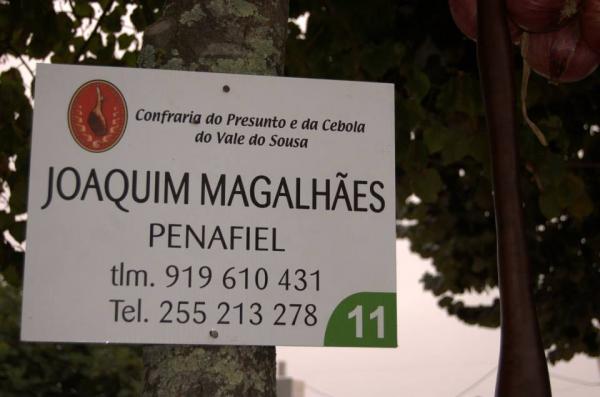 Confraria do Presunto e da Cebola
do Vale do Sousa
JOAQUIM MAGALHÃES
PENAFIEL
tlm. 919 610 431
Tel. 255 213 278
11